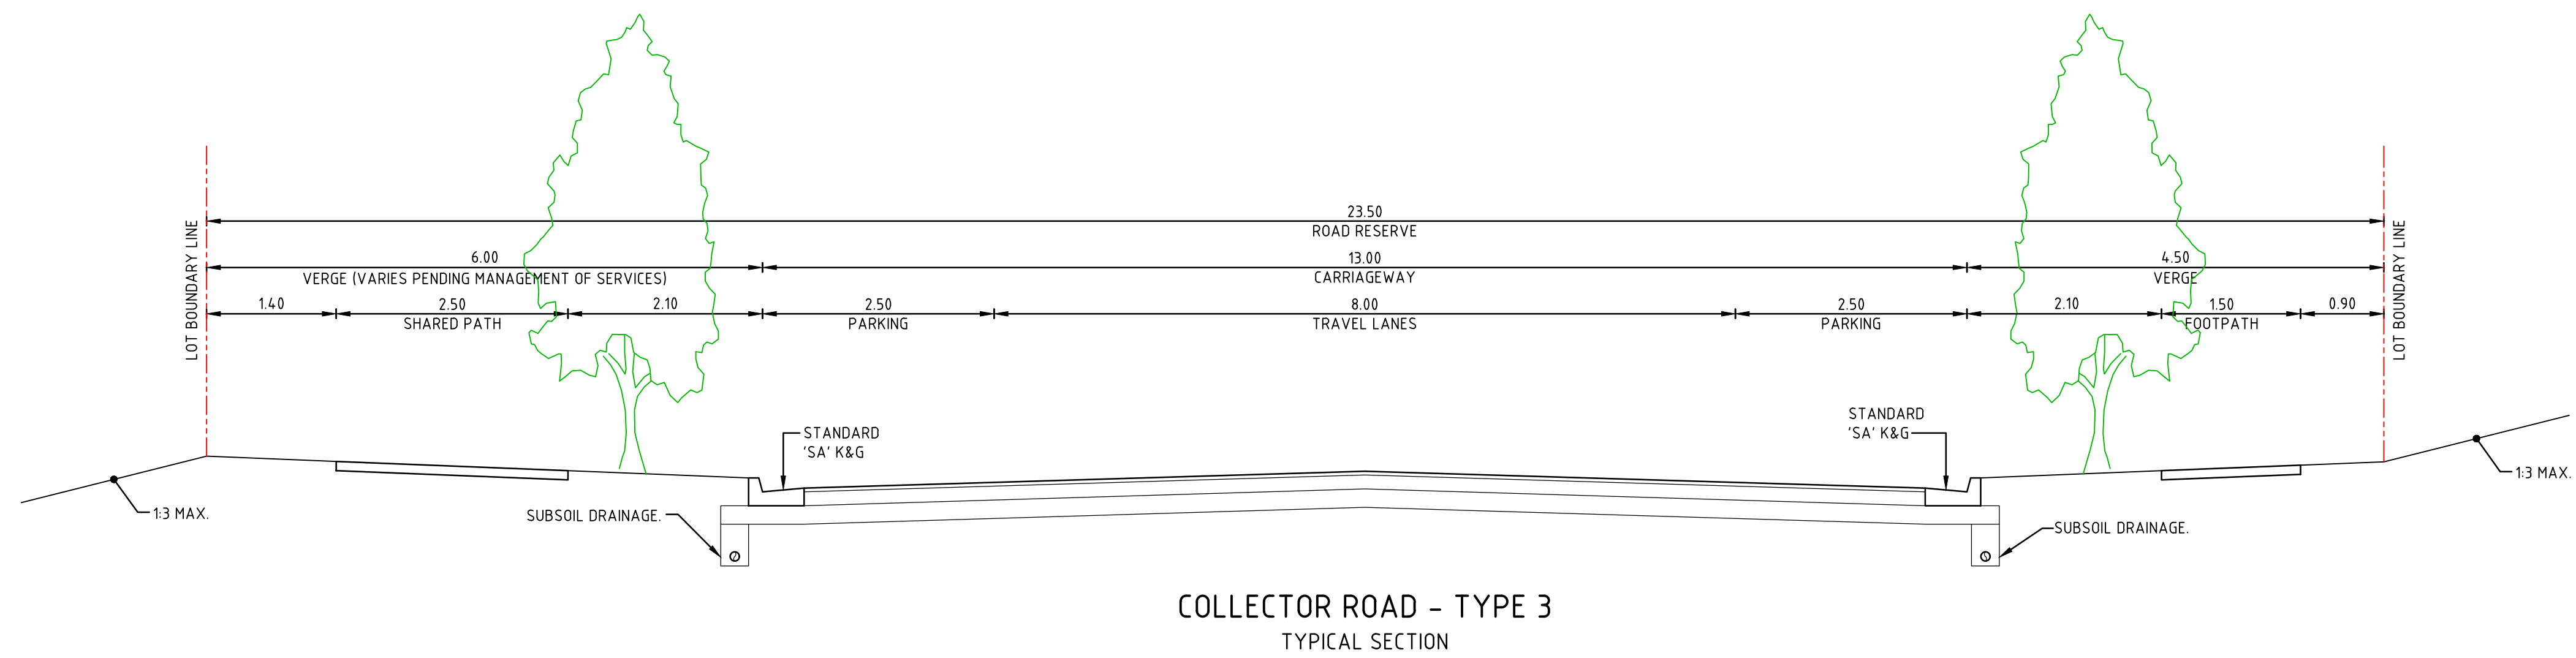 23.50
ROAD RESERVE
LOT BOUNDARY LINE
LOT BOUNDARY LINE
6.00
VERGE (VARIES PENDING MANAGEMENT OF SERVICES)
13.00
CARRIAGEWAY
4.50
VERGE
1.40
2.50
SHARED PATH
2.10
2.50
PARKING
8.00
TRAVEL LANES
2.50
PARKING
2.10
1.50
FOOTPATH
0.90
STANDARD
'SA' K&G
STANDARD
'SA' K&G
1:3 MAX.
1:3 MAX.
SUBSOIL DRAINAGE.
SUBSOIL DRAINAGE.
COLLECTOR ROAD - TYPE 3
TYPICAL SECTION